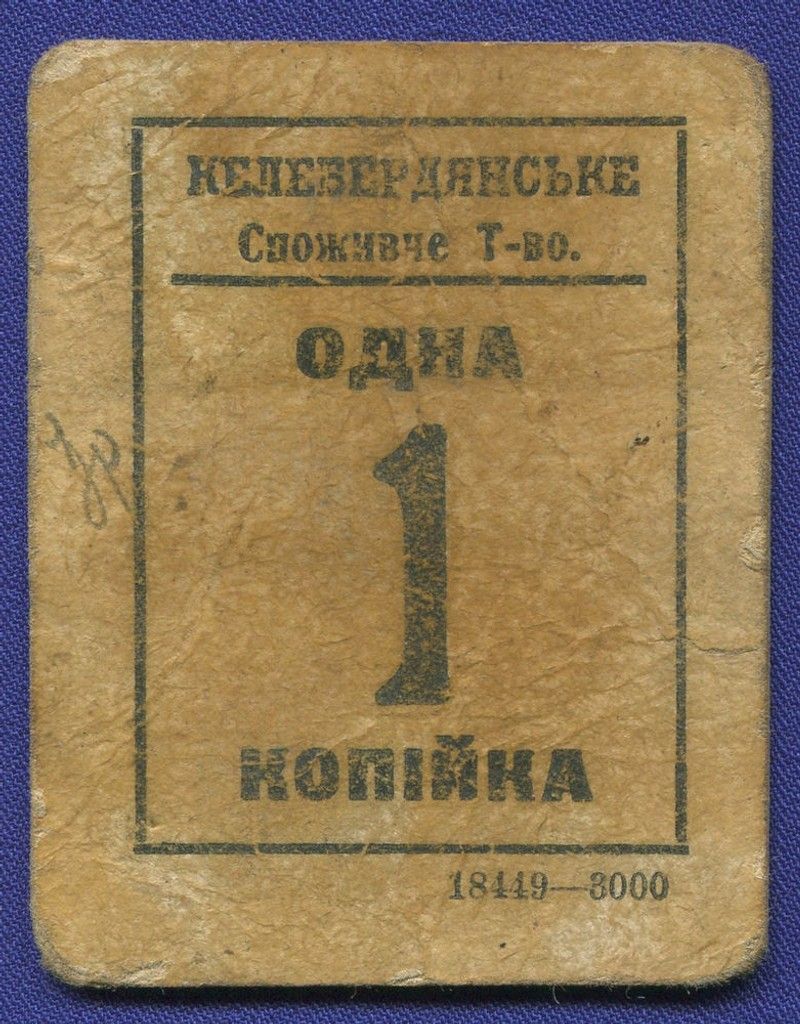 КЕЛЕБЕРДЯНСЬКЕ
Споживче Т-во.
ОДНА
1
КОПІЙКА
18449—3000